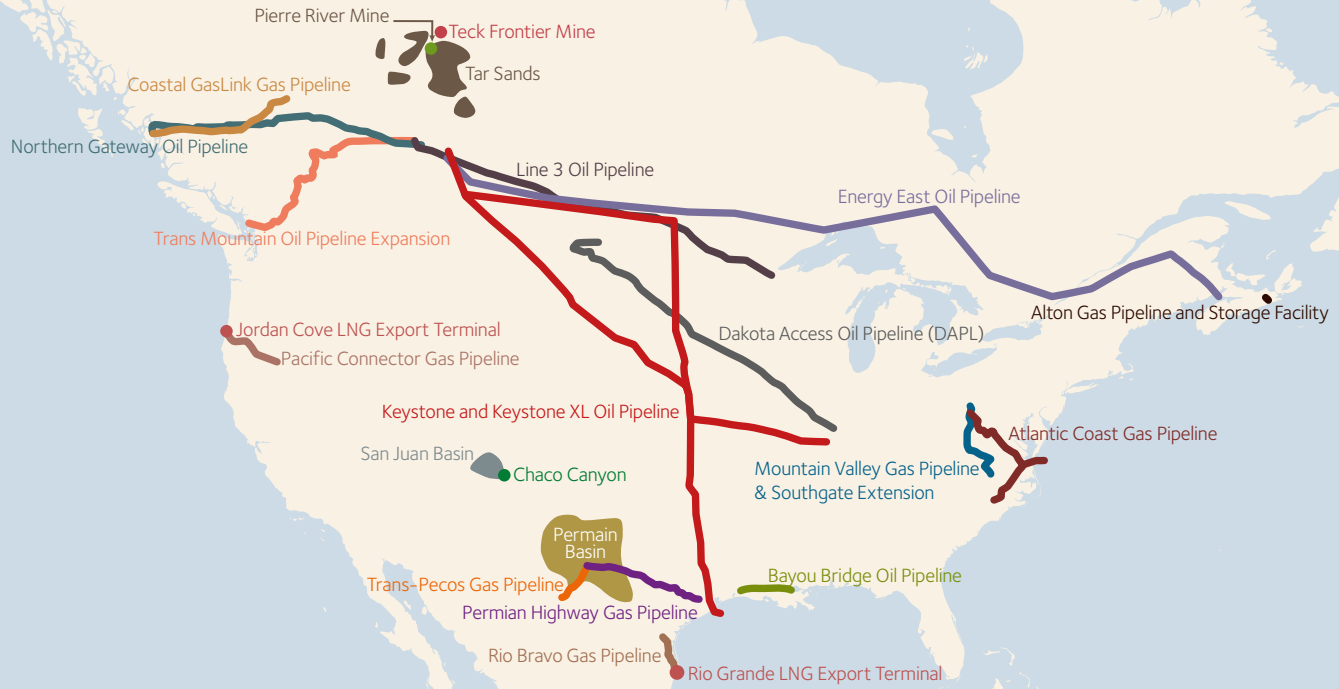 Pierre River Mine
Teck Frontier Mine
Tar Sands
Coastal GasLink Gas Pipeline
Northern Gateway Oil Pipeline
Line 3 Oil Pipeline
Energy East Oil Pipeline
Trans Mountain Oil Pipeline Expansion
Alton Gas Pipeline and Storage Facility
Jordan Cove LNG Export Terminal
Dakota Access Oil Pipeline (DAPL)
Pacific Connector Gas Pipeline
Keystone and Keystone XL Oil Pipeline
Atlantic Coast Gas Pipeline
San Juan Basin
Chaco Canyon
Mountain Valley Gas Pipeline
& Southgate Extension
Permain
Basin
Trans-Pecos Gas Pipeline
Bayou Bridge Oil Pipeline
Permian Highway Gas Pipeline
Rio Bravo Gas Pipeline
Rio Grande LNG Export Terminal